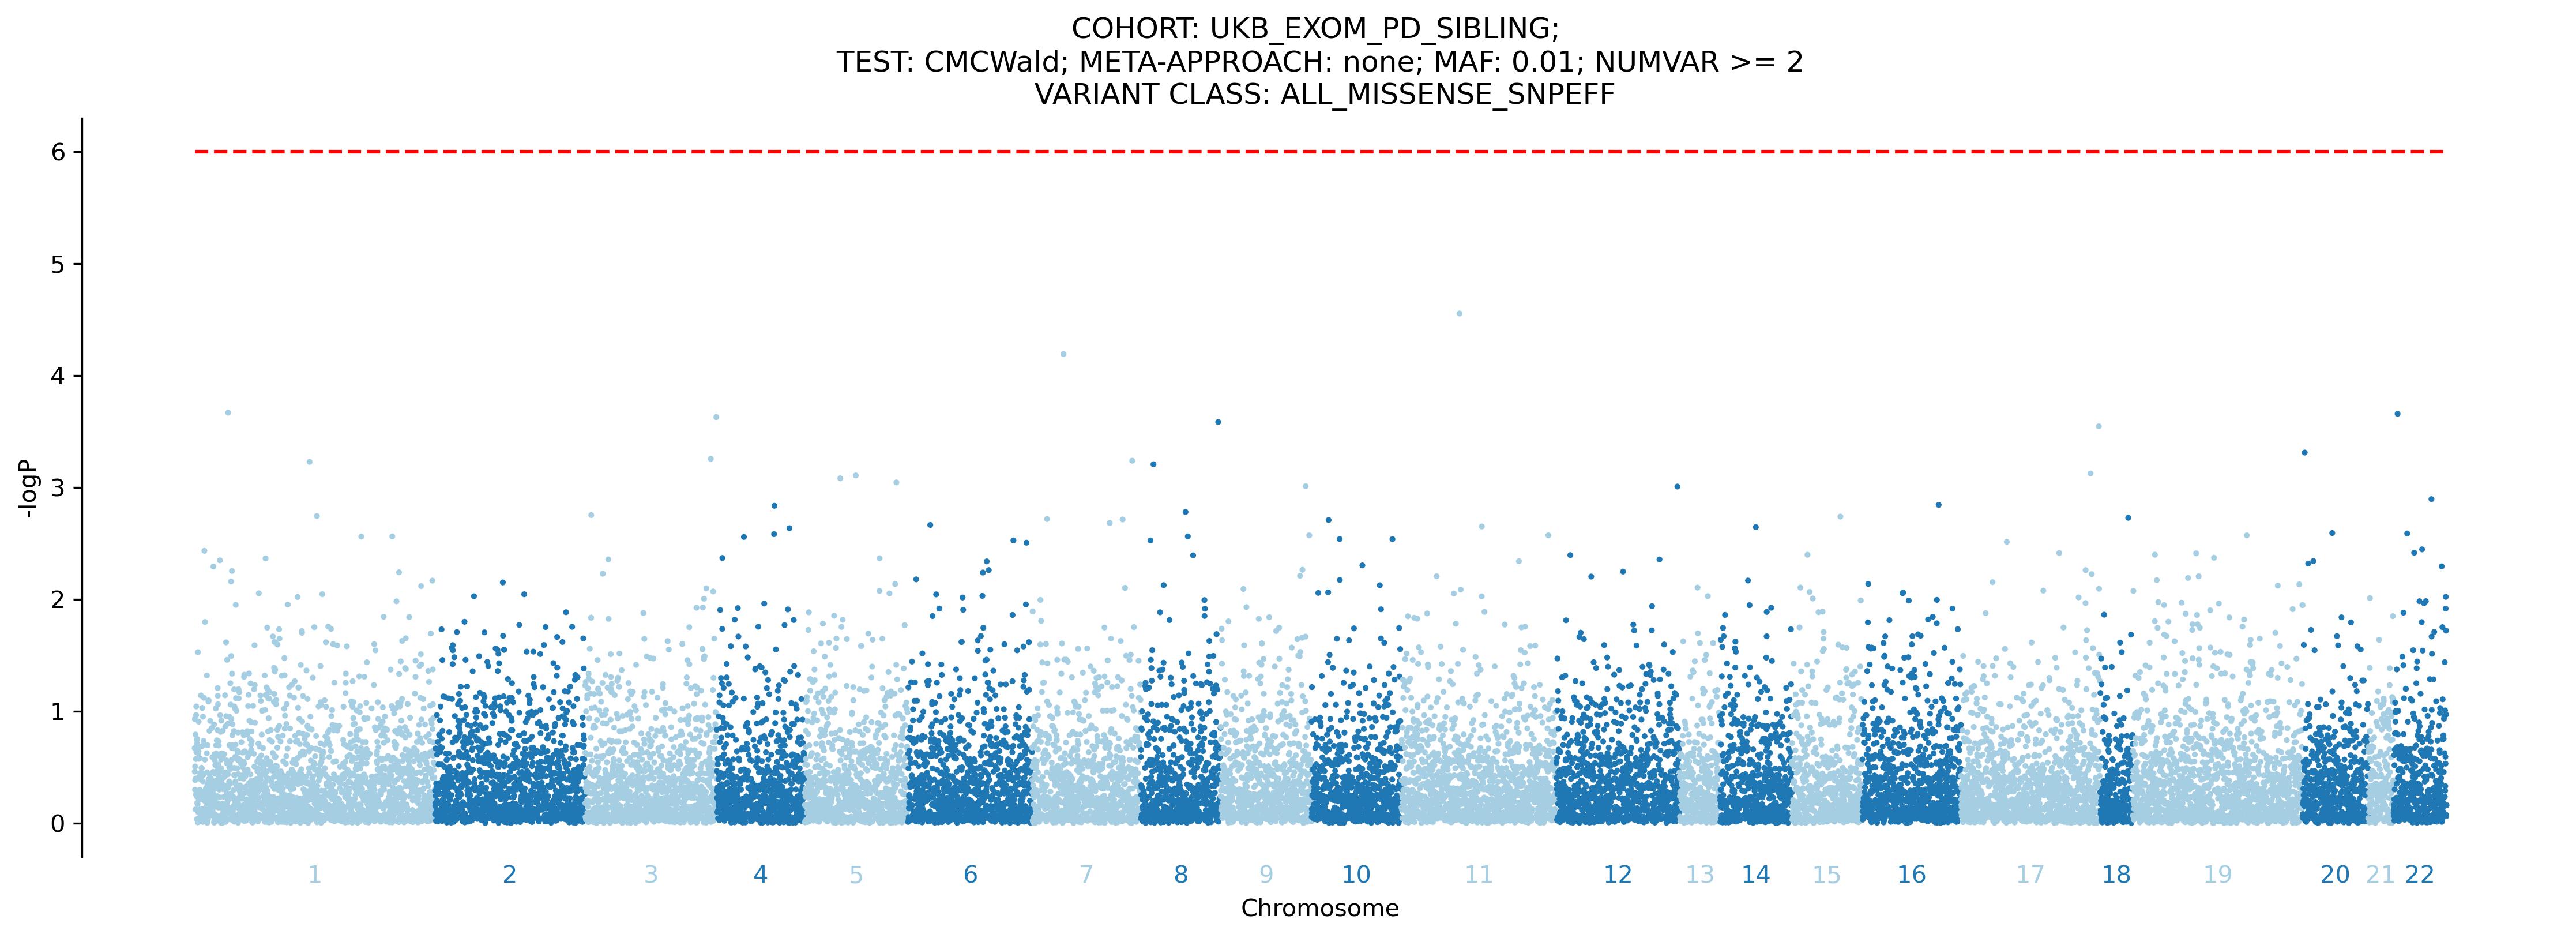 COHORT: UKB_EXOM_PD_SIBLING;
TEST: CMCWald; META-APPROACH: none; MAF: 0.01; NUMVAR >= 2
VARIANT CLASS: ALL_MISSENSE_SNPEFF
6
5
4
3
2
1
0
-logP
1 2 3 4 5 6 7 8 9 10 11 12 13 14 15 16 17 18 19 20 21 22
Chromosome